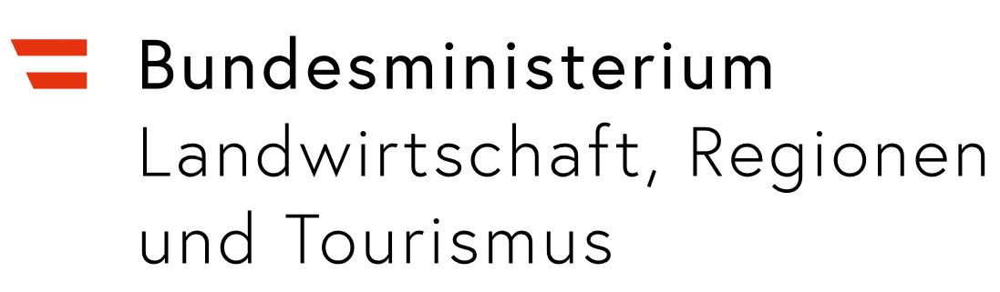 Bundesministerium
Landwirtschaft, Regionen
und Tourismus